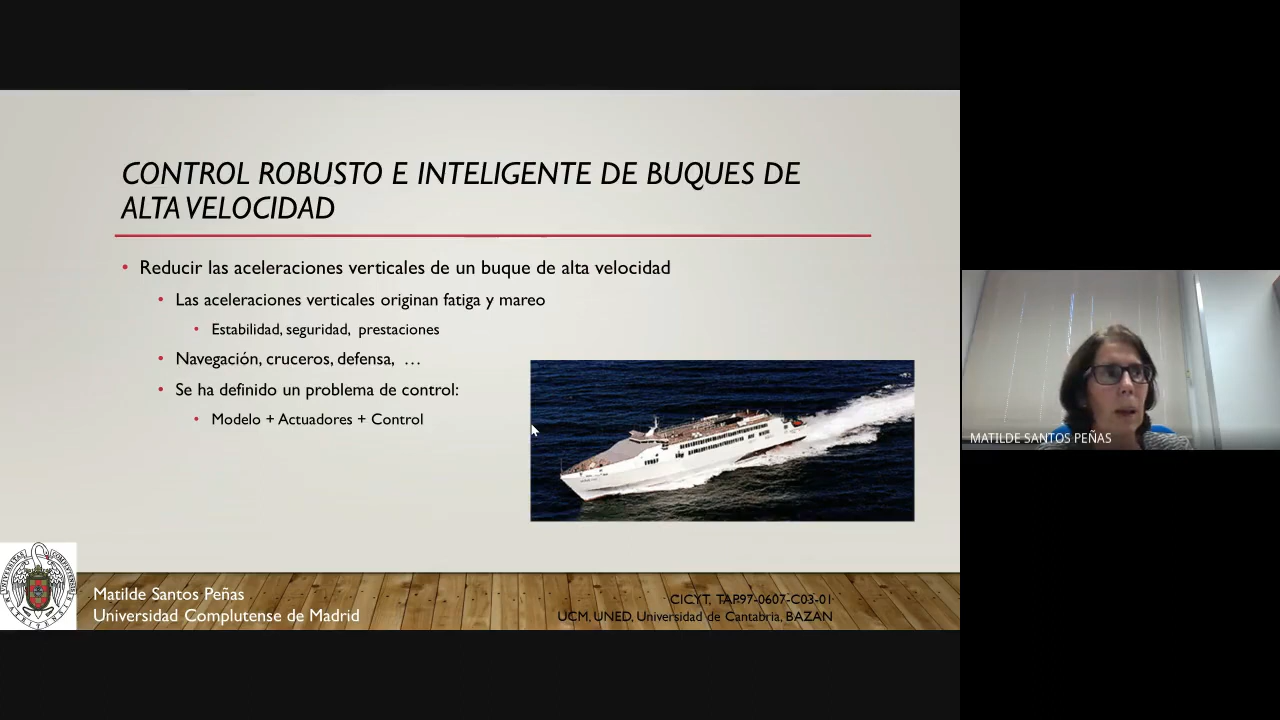 CONTROL ROBUSTO E INTELIGENTE DE BUQUES DE
ALTA VELOCIDAD
• Reducir las aceleraciones verticales de un buque de alta velocidad
• Las aceleraciones verticales originan fatiga y mareo
• Estabilidad, seguridad, prestaciones
• Navegación, cruceros, defensa, …
• Se ha definido un problema de control:
• Modelo + Actuadores + Control
MATILDE SANTOS PEÑAS
Matilde Santos Peñas
Universidad Complutense de Madrid
CICYT, TAP97-0607-C03-01
UCM, UNED, Universidad de Cantabria, BAZAN